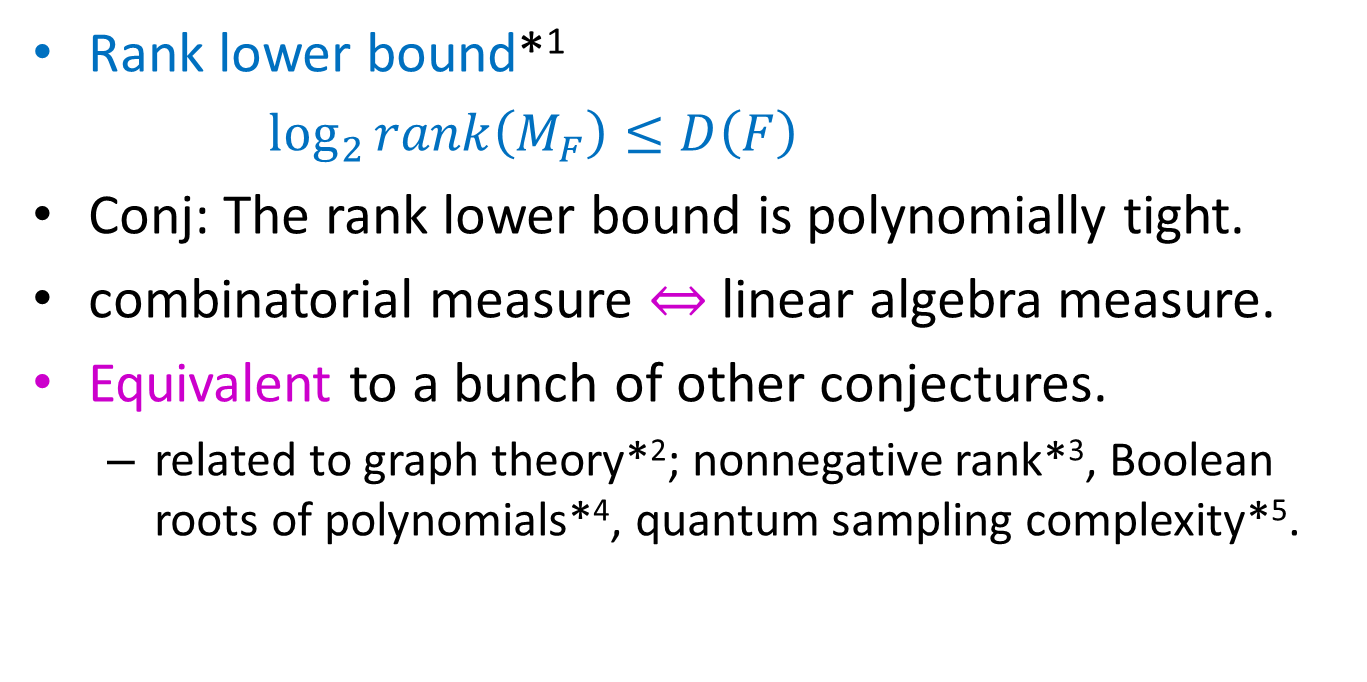 • Rank lower bound*1
log2 rank(MF) ≤ D(F)
• Conj: The rank lower bound is polynomially tight.
• combinatorial measure ⇔ linear algebra measure.
• Equivalent to a bunch of other conjectures.
– related to graph theory*2; nonnegative rank*3, Boolean
roots of polynomials*4, quantum sampling complexity*5.